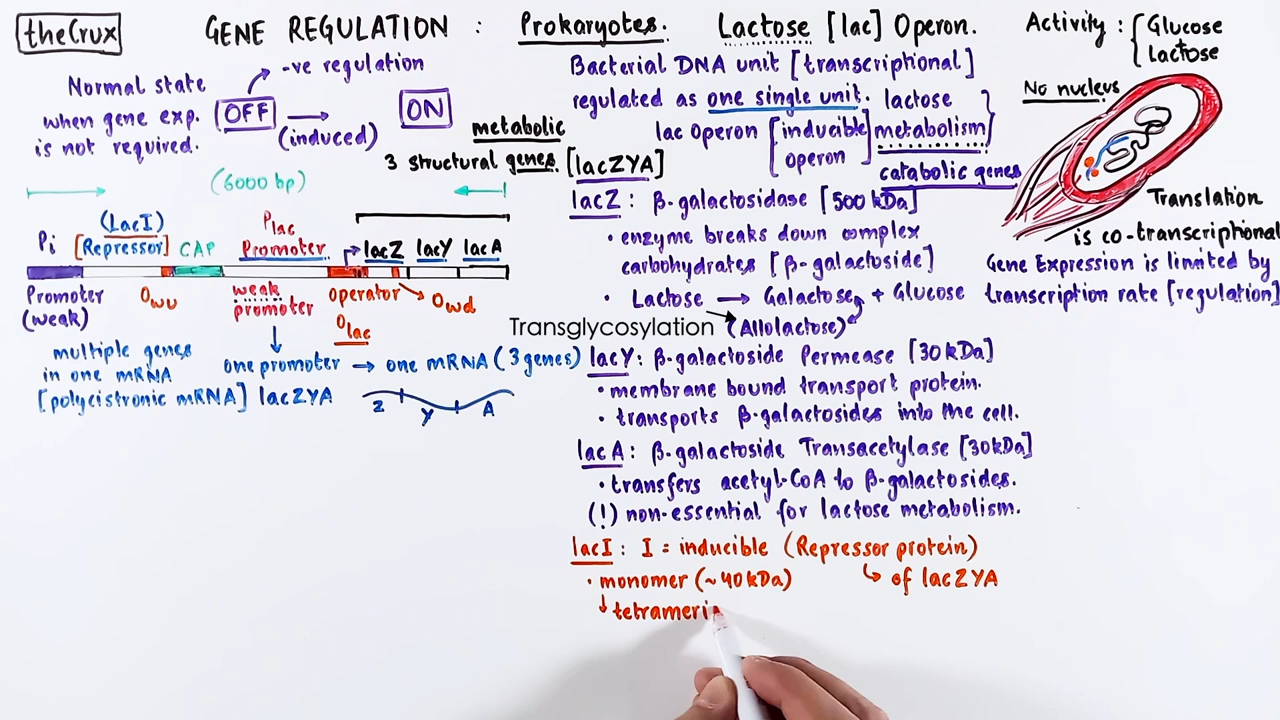 theCrux
GENE REGULATION : Prokaryotes. Lactose [lac] Operon.
Activity : { Glucose
Lactose
Normal state
when gene exp.
is not required.
OFF
-ve regulation
(induced)
ON
Bacterial DNA unit [transcriptional]
regulated as one single unit.
lac Operon [inducible
operon]
lactose
metabolism
catabolic genes
No nucleus
Translation
is co-transcriptional
Gene Expression is limited by
transcription rate [regulation]
metabolic
3 structural genes [lacZYA]
(6000 bp)
Pi
(LacI)
[Repressor]
CAP
Plac
Promoter
lacZ lacY lacA
Promoter
(weak)
Owu
weak
promoter
operator
Olac
Owd
multiple genes
in one mRNA
[polycistronic mRNA] lacZYA
one promoter → one mRNA (3 genes)
Z Y A
lacZ : β-galactosidase [500 kDa]
• enzyme breaks down complex
carbohydrates [β-galactoside]
• Lactose → Galactose + Glucose
Transglycosylation (Allolactose)
lacY : β-galactoside Permease [30kDa]
• membrane bound transport protein.
• transports β-galactosides into the cell.
lacA : β-galactoside Transacetylase [30kDa]
• transfers acetyl-CoA to β-galactosides.
(!) non-essential for lactose metabolism.
lacI : I = inducible (Repressor protein)
↳ of lacZYA
• monomer (~40kDa)
↓ tetrameri